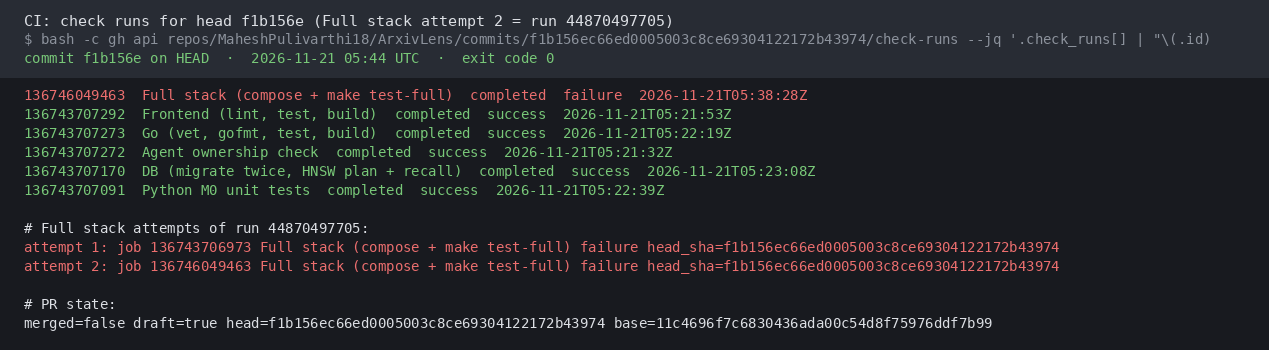 CI: check runs for head f1b156e (Full stack attempt 2 = run 44870497705)
$ bash -c gh api repos/MaheshPulivarthi18/ArxivLens/commits/f1b156ec66ed0005003c8ce69304122172b43974/check-runs --jq '.check_runs[] | "\(.id)
commit f1b156e on HEAD  ·  2026-11-21 05:44 UTC  ·  exit code 0
136746049463  Full stack (compose + make test-full)  completed  failure  2026-11-21T05:38:28Z
136743707292  Frontend (lint, test, build)  completed  success  2026-11-21T05:21:53Z
136743707273  Go (vet, gofmt, test, build)  completed  success  2026-11-21T05:22:19Z
136743707272  Agent ownership check  completed  success  2026-11-21T05:21:32Z
136743707170  DB (migrate twice, HNSW plan + recall)  completed  success  2026-11-21T05:23:08Z
136743707091  Python M0 unit tests  completed  success  2026-11-21T05:22:39Z
# Full stack attempts of run 44870497705:
attempt 1: job 136743706973 Full stack (compose + make test-full) failure head_sha=f1b156ec66ed0005003c8ce69304122172b43974
attempt 2: job 136746049463 Full stack (compose + make test-full) failure head_sha=f1b156ec66ed0005003c8ce69304122172b43974
# PR state:
merged=false draft=true head=f1b156ec66ed0005003c8ce69304122172b43974 base=11c4696f7c6830436ada00c54d8f75976ddf7b99